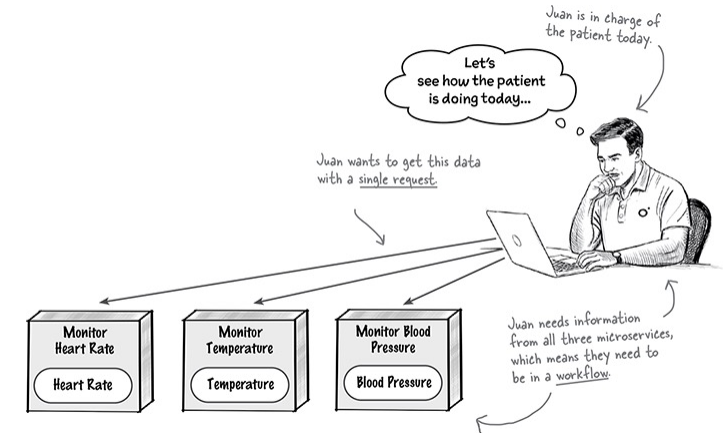 Juan is in charge of
the patient today.
Let's
see how the patient
is doing today...
Juan wants to get this data
with a single request.
Monitor
Heart Rate
Heart Rate
Monitor
Temperature
Temperature
Monitor Blood
Pressure
Blood Pressure
Juan needs information
from all three microservices,
which means they need to
be in a workflow.